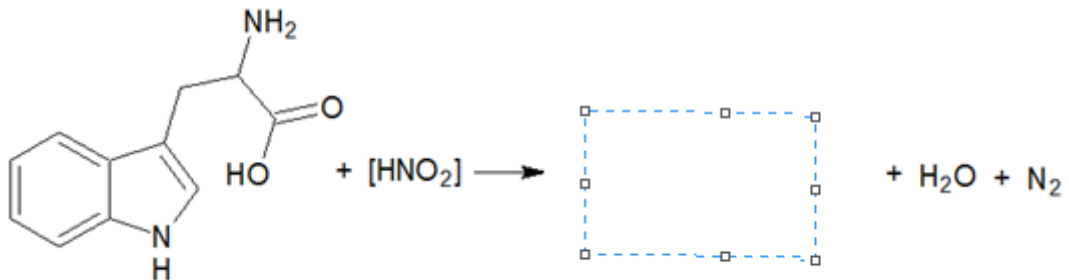 NH₂
O
HO
+ [HNO₂] + H₂O + N₂
N
H